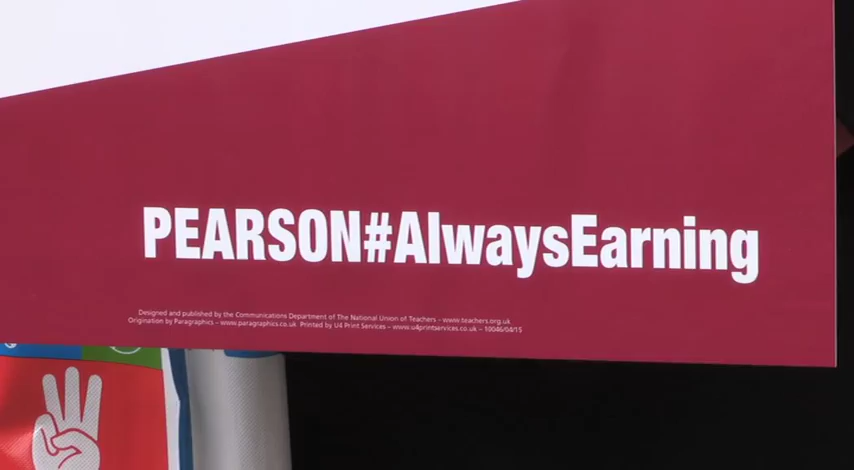 PEARSON#AlwaysEarning
Designed and published by the Communications Department of The National Union of Teachers - www.teachers.org.uk
Origination by Paragraphics – www.paragraphics.co.uk Printed by U4 Print Services – www.u4printservices.co.uk – 10046/04/15